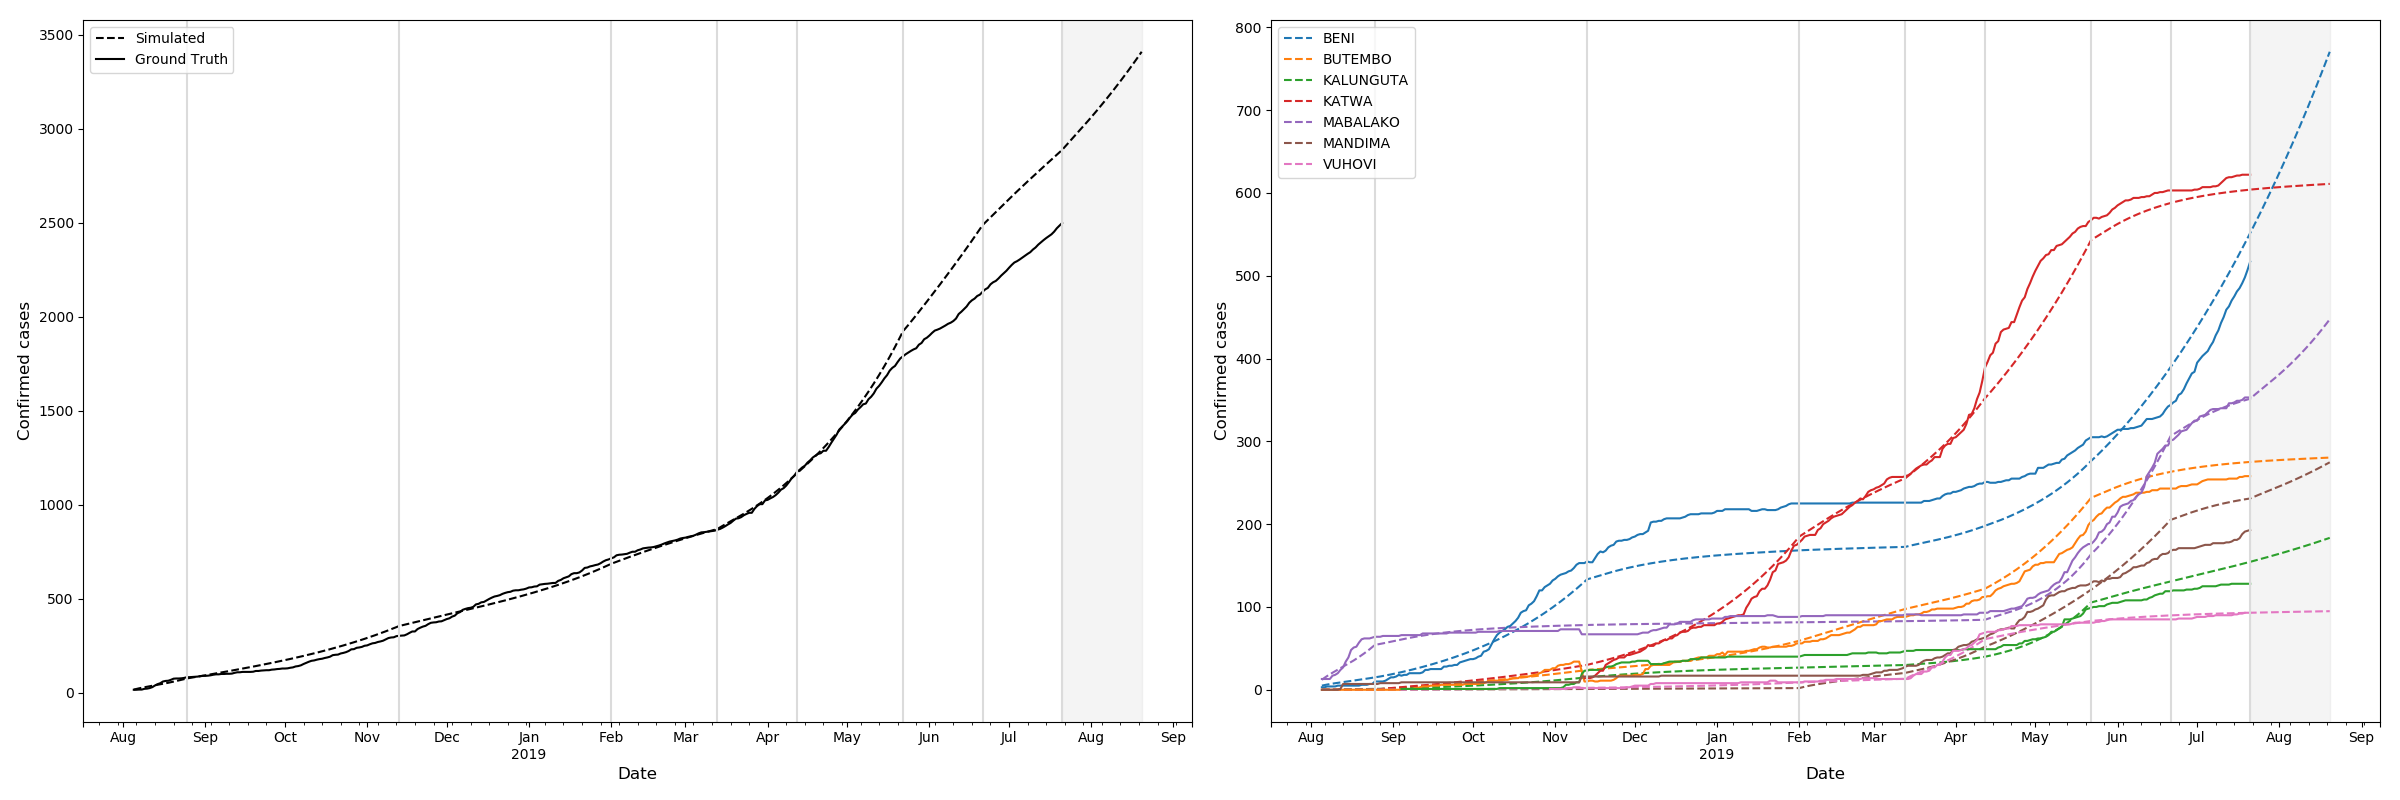 Simulated
Ground Truth
3500
3000
2500
2000
1500
1000
500
0
Confirmed cases
Aug Sep Oct Nov Dec Jan Feb Mar Apr May Jun Jul Aug Sep
2019
Date
BENI
BUTEMBO
KALUNGUTA
KATWA
MABALAKO
MANDIMA
VUHOVI
800
700
600
500
400
300
200
100
0
Confirmed cases
Aug Sep Oct Nov Dec Jan Feb Mar Apr May Jun Jul Aug Sep
2019
Date